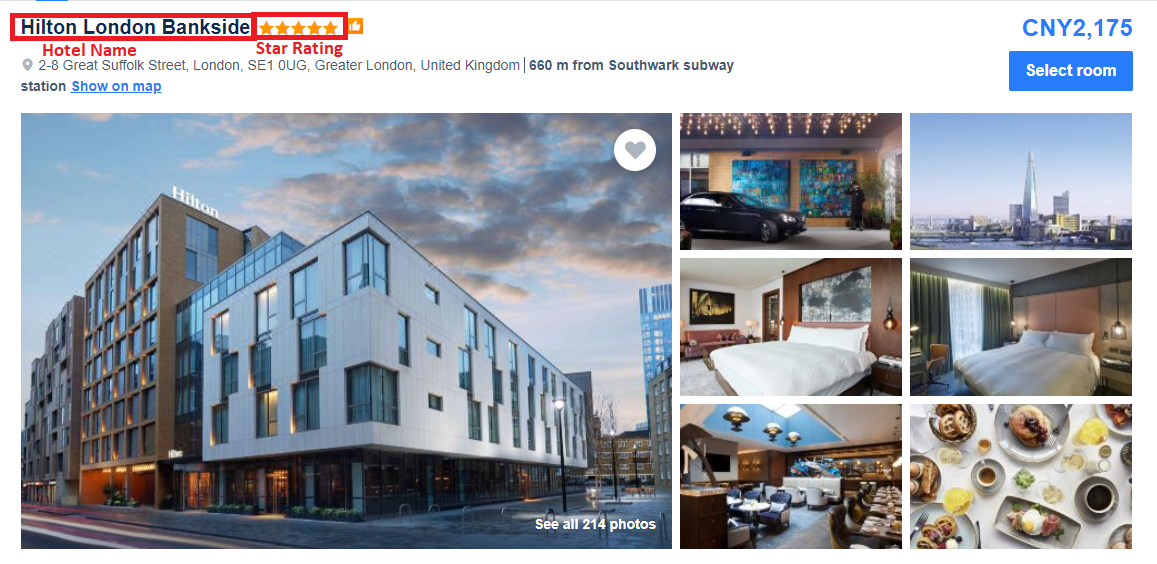 Hilton London Bankside
CNY2,175
Hotel Name
Star Rating
2-8 Great Suffolk Street, London, SE1 0UG, Greater London, United Kingdom | 660 m from Southwark subway
station Show on map
Select room
Hilton
Hilton
See all 214 photos